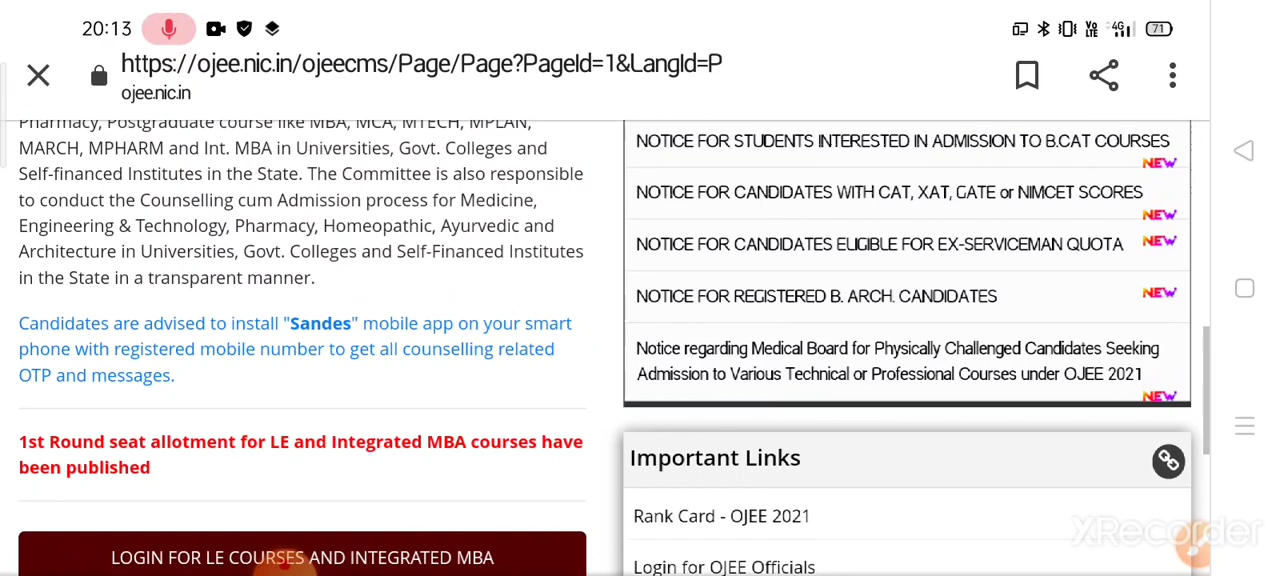 20:13
4G
71
https://ojee.nic.in/ojeecms/Page/Page?PageId=1&LangId=P
ojee.nic.in
Pharmacy, Postgraduate course like MBA, MCA, MTECH, MPLAN,
MARCH, MPHARM and Int. MBA in Universities, Govt. Colleges and
Self-financed Institutes in the State. The Committee is also responsible
to conduct the Counselling cum Admission process for Medicine,
Engineering & Technology, Pharmacy, Homeopathic, Ayurvedic and
Architecture in Universities, Govt. Colleges and Self-Financed Institutes
in the State in a transparent manner.
Candidates are advised to install "Sandes" mobile app on your smart
phone with registered mobile number to get all counselling related
OTP and messages.
1st Round seat allotment for LE and Integrated MBA courses have
been published
LOGIN FOR LE COURSES AND INTEGRATED MBA
NOTICE FOR STUDENTS INTERESTED IN ADMISSION TO B.CAT COURSES
NEW
NOTICE FOR CANDIDATES WITH CAT, XAT, GATE or NIMCET SCORES
NEW
NOTICE FOR CANDIDATES ELIGIBLE FOR EX-SERVICEMAN QUOTA NEW
NOTICE FOR REGISTERED B. ARCH. CANDIDATES NEW
Notice regarding Medical Board for Physically Challenged Candidates Seeking
Admission to Various Technical or Professional Courses under OJEE 2021
NEW
Important Links
Rank Card - OJEE 2021
Login for OJEE Officials
XRecorder